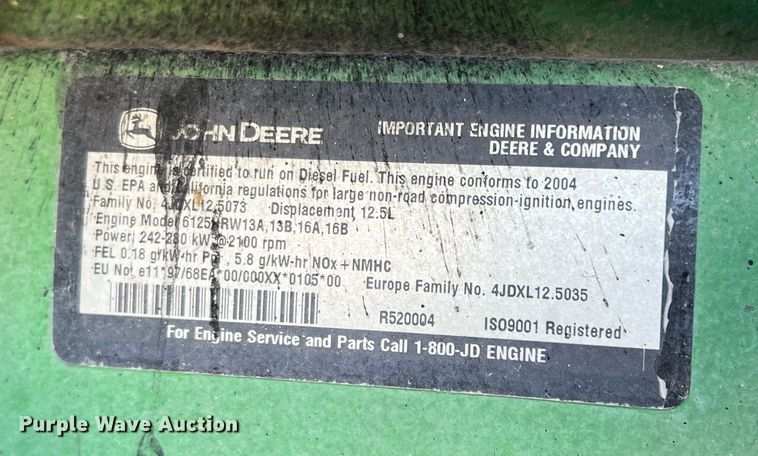 JOHN DEERE
IMPORTANT ENGINE INFORMATION
DEERE & COMPANY
This engine is certified to run on Diesel Fuel. This engine conforms to 2004
U.S. EPA and California regulations for large non-road compression-ignition engines.
Family No. 4JDXL12.5073 Displacement 12.5L
Engine Model 6125HRW13A,13B,16A,16B
Power: 242-280 kW @ 2100 rpm
FEL 0.18 g/kW-hr PM, 5.8 g/kW-hr NOx+NMHC
EU No. e11*97/68EA*00/000XX*0105*00 Europe Family No. 4JDXL12.5035
R520004 ISO9001 Registered
For Engine Service and Parts Call 1-800-JD ENGINE
Purple Wave Auction